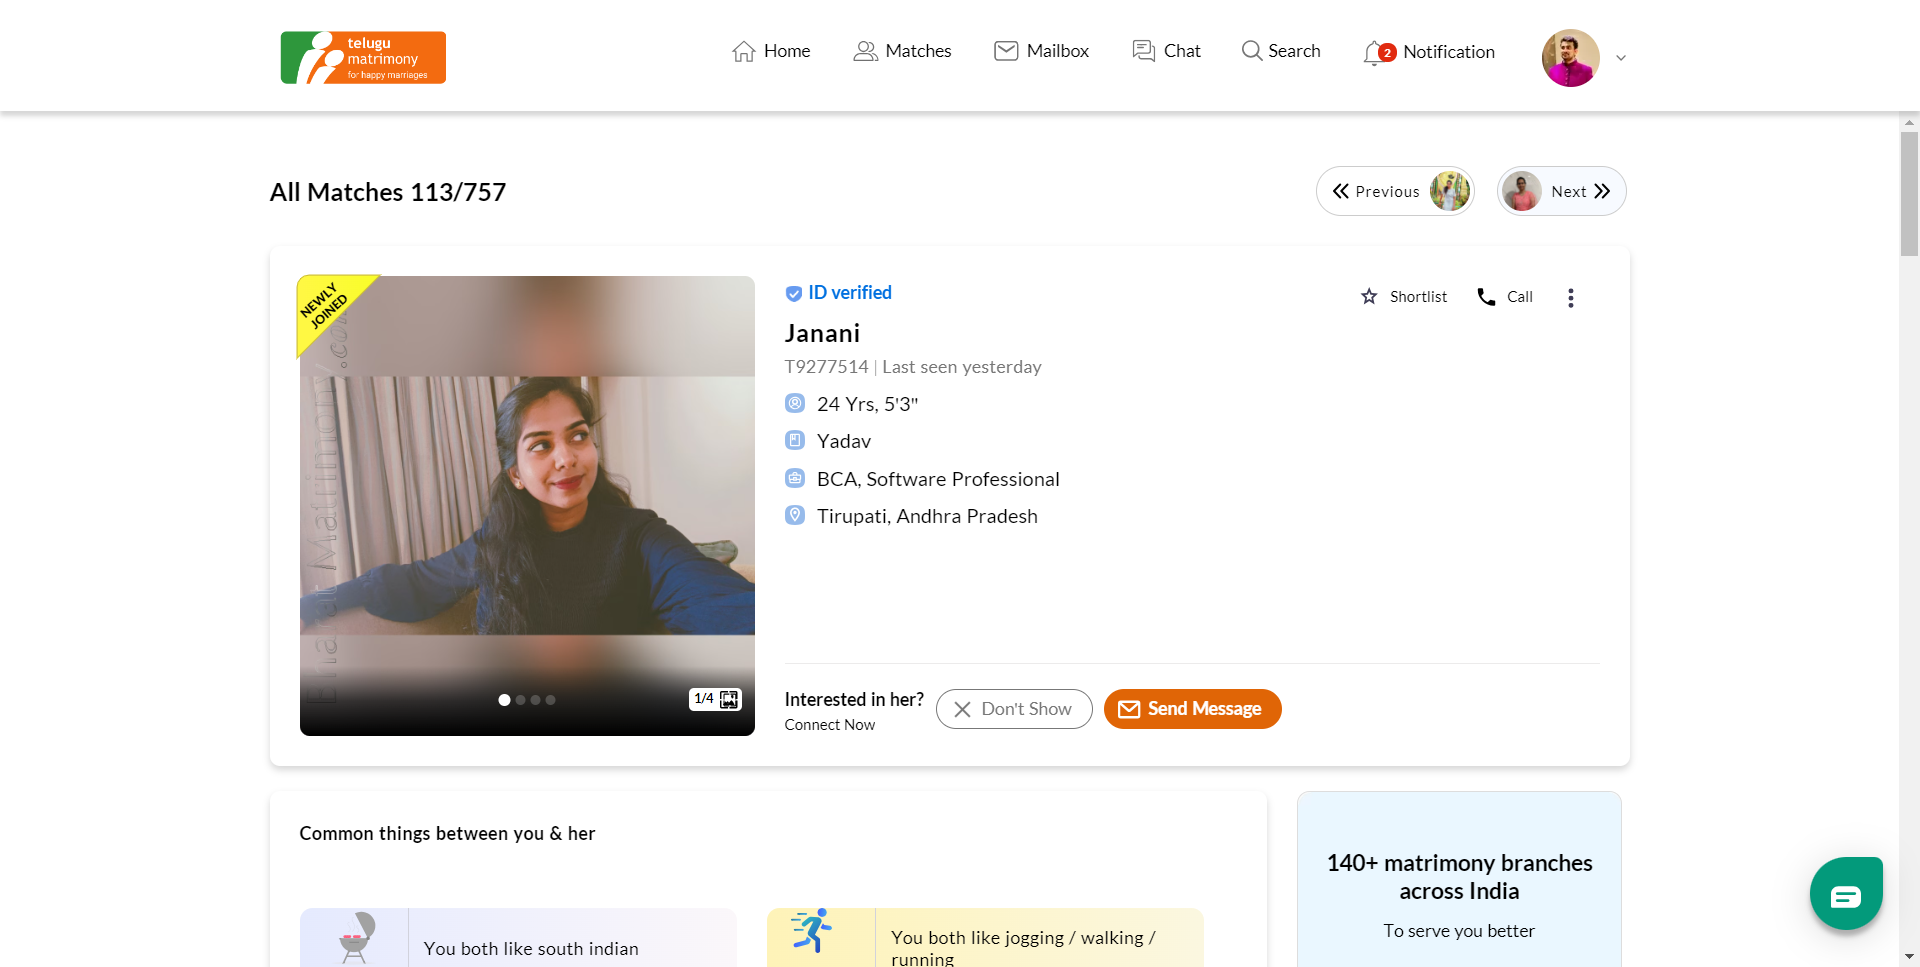 telugu
matrimony
for happy marriages
Home
Matches
Mailbox
Chat
Search
2
Notification
All Matches 113/757
Previous
Next
NEWLY
JOINED
Bharat Matrimony.com
1/4
ID verified
Janani
T9277514 | Last seen yesterday
24 Yrs, 5'3"
Yadav
BCA, Software Professional
Tirupati, Andhra Pradesh
Shortlist
Call
Interested in her?
Connect Now
Don't Show
Send Message
Common things between you & her
You both like south indian
You both like jogging / walking /
running
140+ matrimony branches
across India
To serve you better